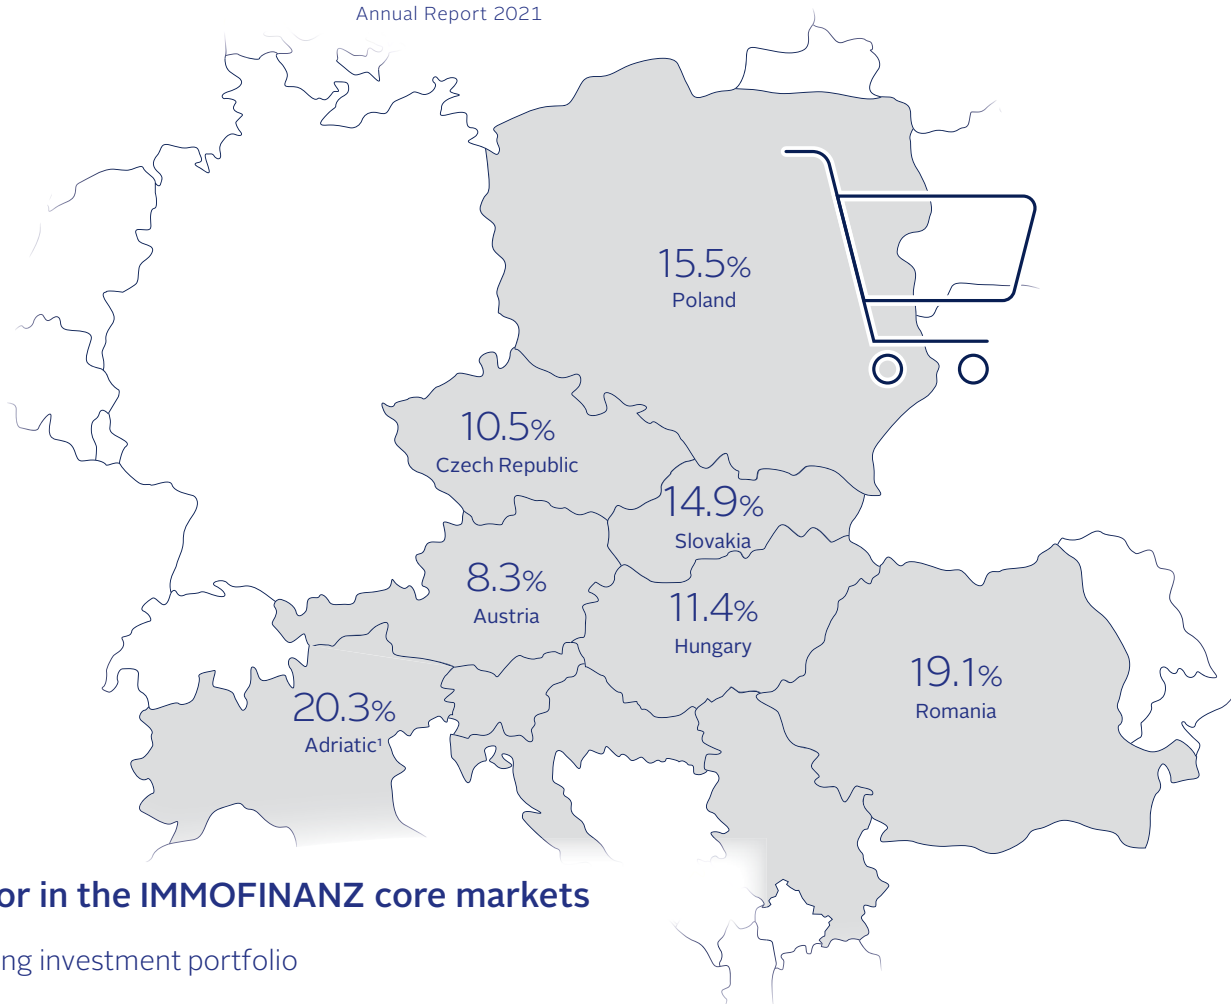 Annual Report 2021
15.5%
Poland
10.5%
Czech Republic
14.9%
Slovakia
8.3%
Austria
11.4%
Hungary
19.1%
Romania
20.3%
Adriatic¹
or in the IMMOFINANZ core markets
ng investment portfolio